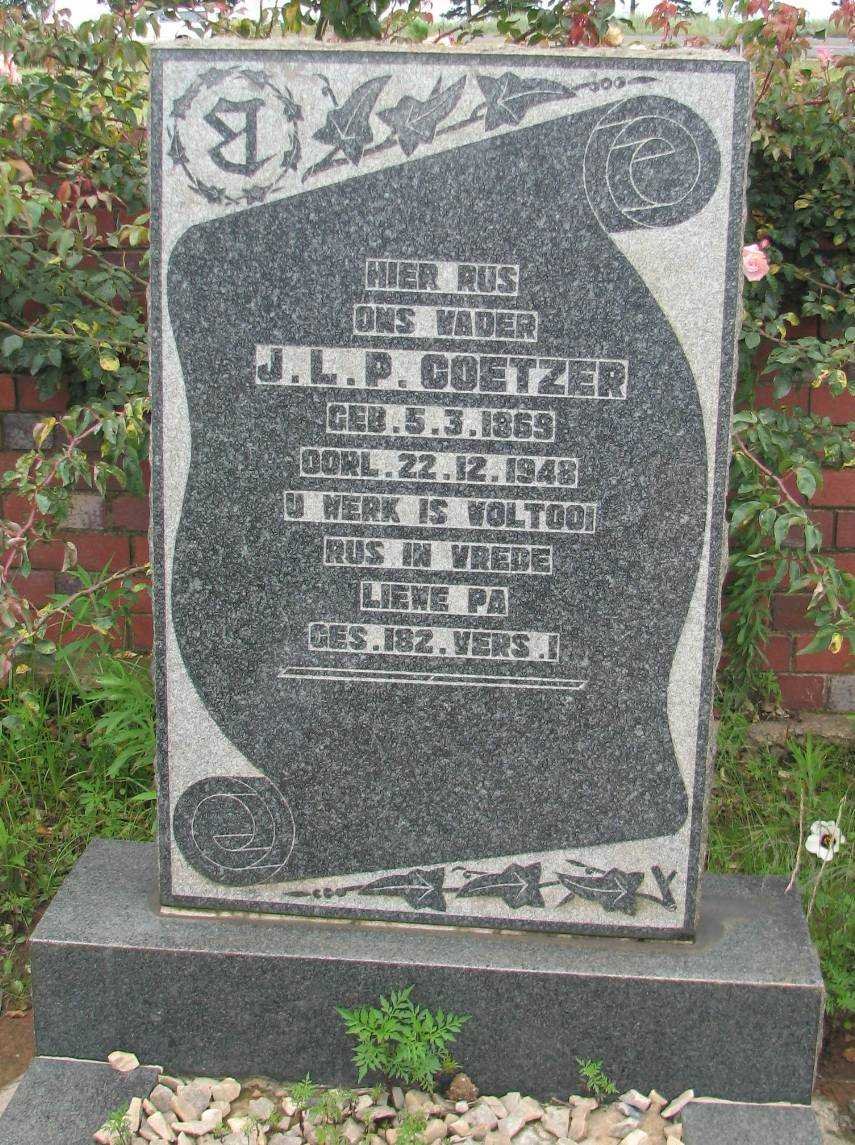 HIER RUS
ONS VADER
J.L.P. COETZER
GEB.5.3.1869
OORL.22.12.1948
U WERK IS VOLTOOI
RUS IN VREDE
LIEWE PA
GES.182.VERS.1